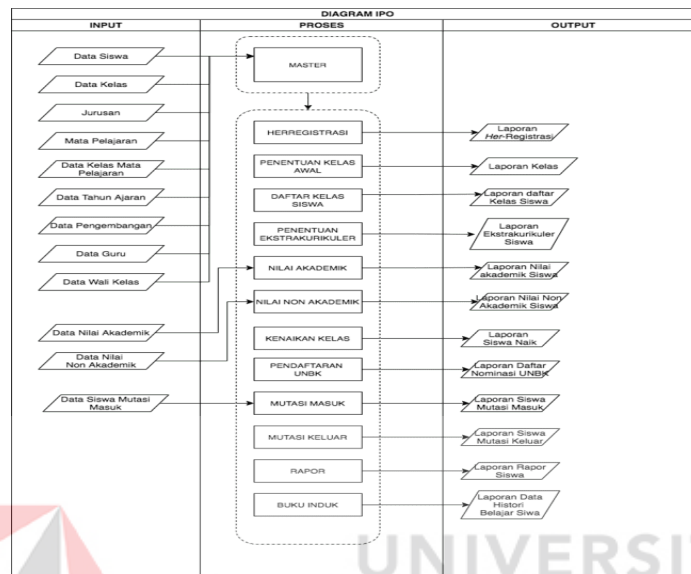 DIAGRAM IPO
INPUT
PROSES
OUTPUT
Data Siswa
Data Kelas
Jurusan
Mata Pelajaran
Data Kelas Mata
Pelajaran
Data Tahun Ajaran
Data Pengembangan
Data Guru
Data Wali Kelas
Data Nilai Akademik
Data Nilai
Non Akademik
Data Siswa Mutasi
Masuk
MASTER
HERREGISTRASI
PENENTUAN KELAS
AWAL
DAFTAR KELAS
SISWA
PENENTUAN
EKSTRAKURIKULER
NILAI AKADEMIK
NILAI NON AKADEMIK
KENAIKAN KELAS
PENDAFTARAN
UNBK
MUTASI MASUK
MUTASI KELUAR
RAPOR
BUKU INDUK
Laporan
Her-Registrasi
Laporan Kelas
Laporan daftar
Kelas Siswa
Laporan
Ekstrakurikuler
Siswa
Laporan Nilai
akademik Siswa
Laporan Nilai Non
Akademik Siswa
Laporan
Siswa Naik
Laporan Daftar
Nominasi UNBK
Laporan Siswa
Mutasi Masuk
Laporan Siswa
Mutasi Keluar
Laporan Rapor
Siswa
Laporan Data
Histori
Belajar Siwa
UNIVERSI